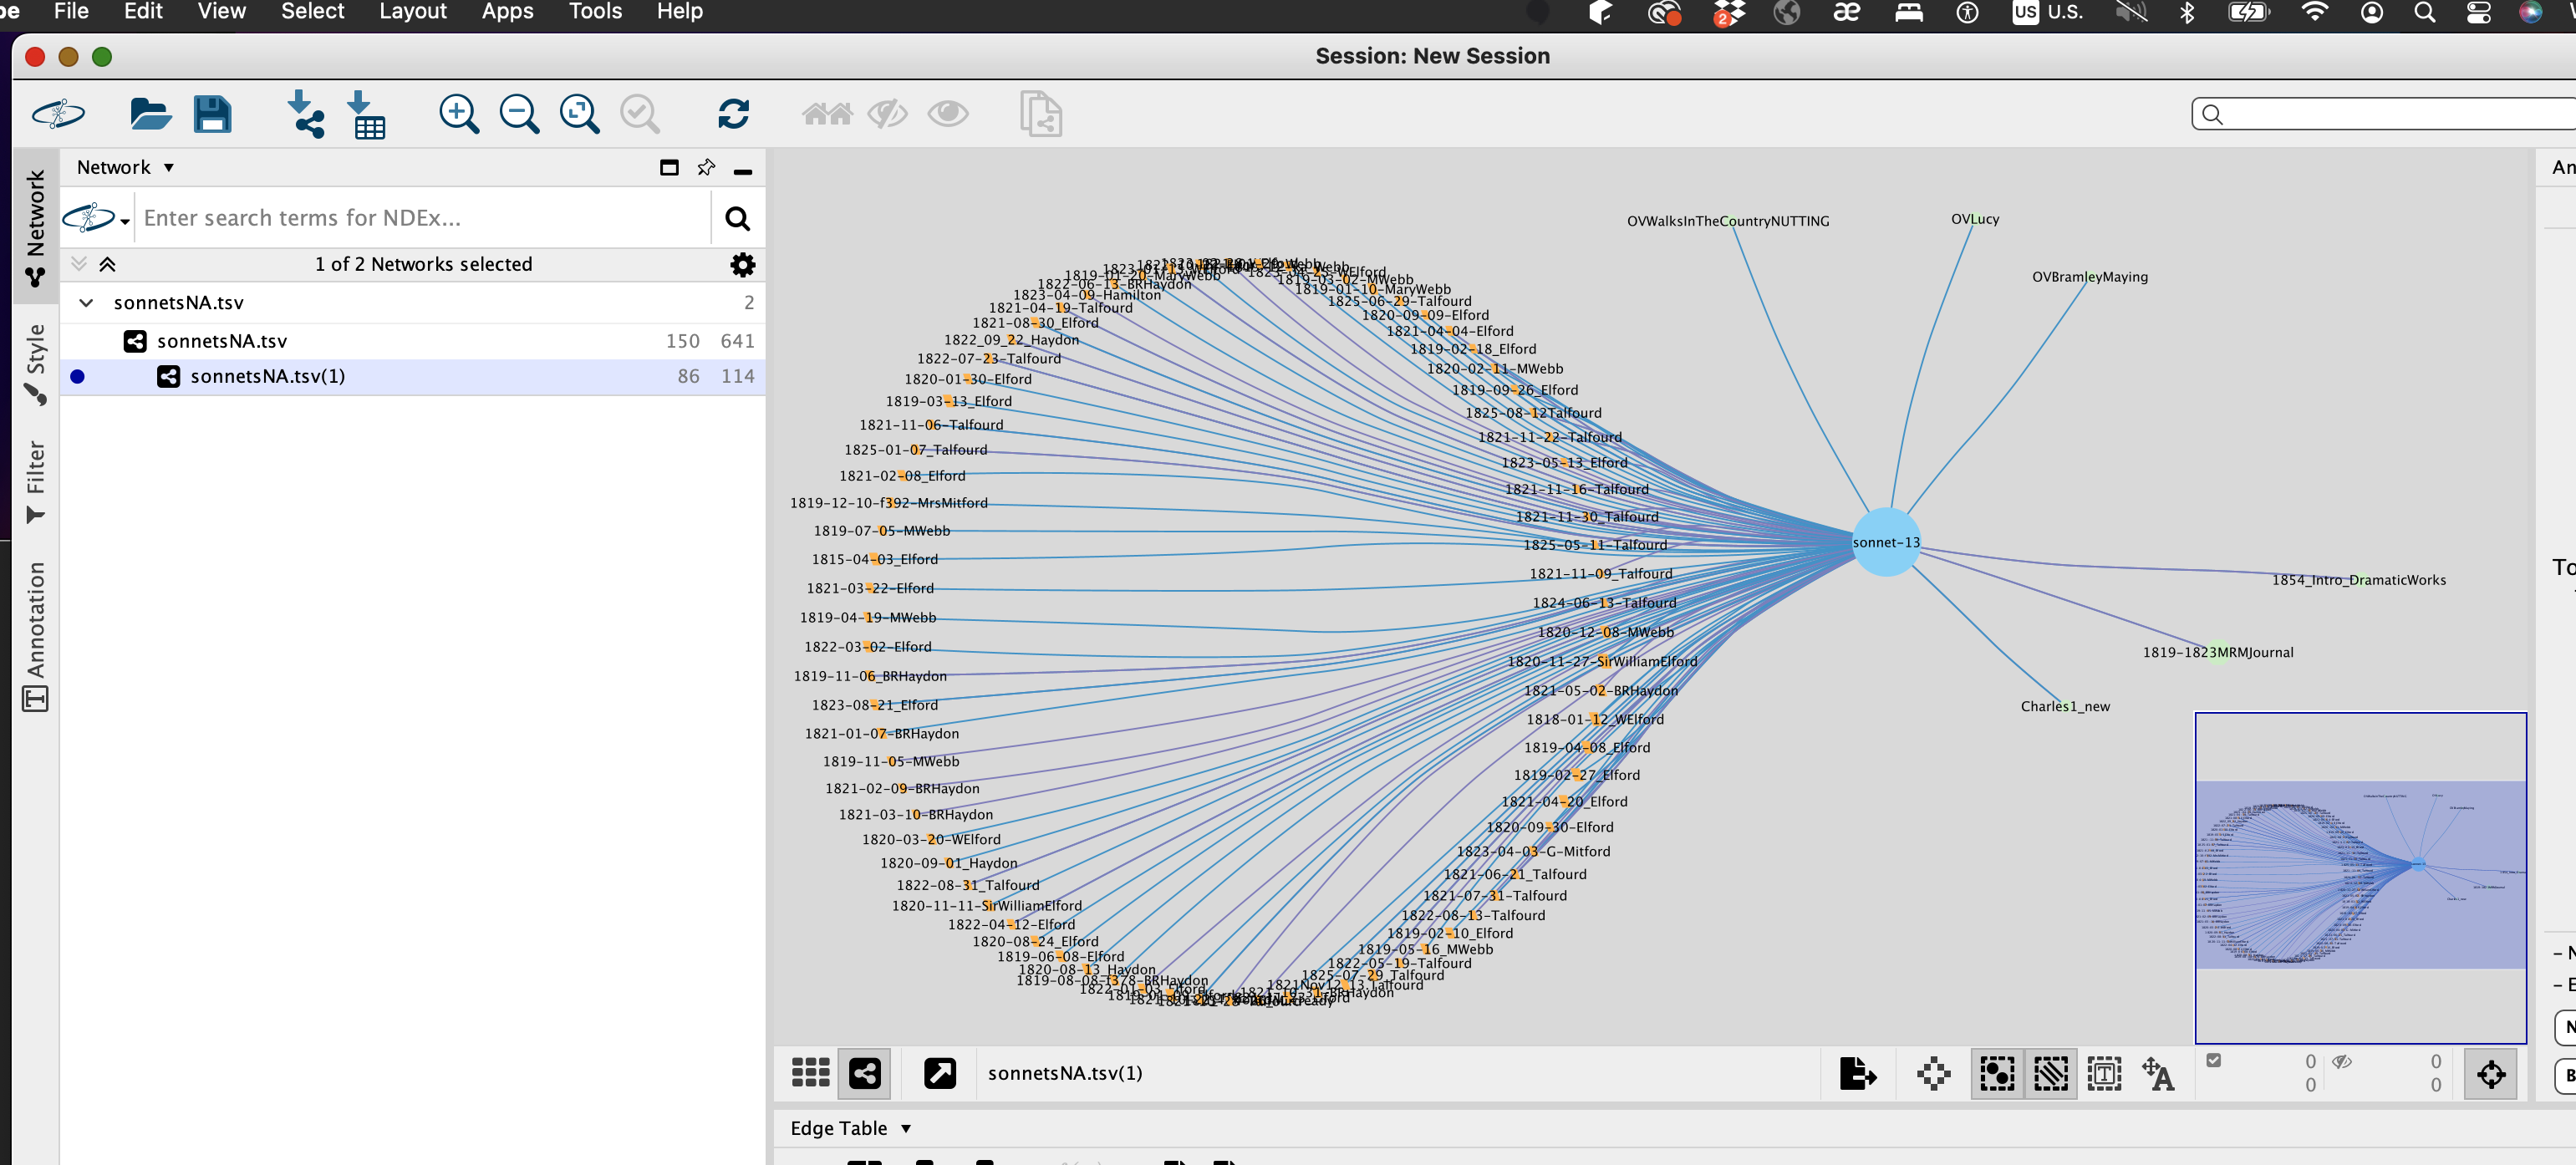 File Edit View Select Layout Apps Tools Help
2 US U.S.
Session: New Session
Network
Network
Style
Filter
Annotation
Enter search terms for NDEx...
1 of 2 Networks selected
sonnetsNA.tsv 2
sonnetsNA.tsv 150 641
sonnetsNA.tsv(1) 86 114
OVWalksInTheCountryNUTTING
OVLucy
OVBramleyMaying
sonnet-13
1854_Intro_DramaticWorks
1819-1823MRMJournal
Charles1_new
1819-01-20-MaryWebb
1822-06-13-BRHaydon
1823-04-09-Hamilton
1821-04-19-Talfourd
1821-08-30_Elford
1822_09_22_Haydon
1822-07-23-Talfourd
1820-01-30-Elford
1819-03-13_Elford
1821-11-06-Talfourd
1825-01-07_Talfourd
1821-02-08_Elford
1819-12-10-f392-MrsMitford
1819-07-05-MWebb
1815-04-03_Elford
1821-03-22-Elford
1819-04-19-MWebb
1822-03-02-Elford
1819-11-06_BRHaydon
1823-08-21_Elford
1821-01-07-BRHaydon
1819-11-05-MWebb
1821-02-09-BRHaydon
1821-03-10-BRHaydon
1820-03-20-WElford
1820-09-01_Haydon
1822-08-31_Talfourd
1820-11-11-SirWilliamElford
1822-04-12-Elford
1820-08-24_Elford
1819-06-08-Elford
1820-08-13_Haydon
1819-08-08-f378-BRHaydon
1819-03-02-MWebb
1819-01-10-MaryWebb
1825-06-29-Talfourd
1820-09-09-Elford
1821-04-04-Elford
1819-02-18_Elford
1820-02-11-MWebb
1819-09-26_Elford
1825-08-12Talfourd
1821-11-22-Talfourd
1823-05-13_Elford
1821-11-16-Talfourd
1821-11-30_Talfourd
1825-05-11-Talfourd
1821-11-09_Talfourd
1824-06-13-Talfourd
1820-12-08-MWebb
1820-11-27-SirWilliamElford
1821-05-02-BRHaydon
1818-01-12_WElford
1819-04-08_Elford
1819-02-27_Elford
1821-04-20_Elford
1820-09-30-Elford
1823-04-03-G-Mitford
1821-06-21_Talfourd
1821-07-31-Talfourd
1822-08-13-Talfourd
1819-02-10_Elford
1819-05-16_MWebb
1822-05-19-Talfourd
1825-07-29_Talfourd
sonnetsNA.tsv(1)
0 0
0 0
Edge Table